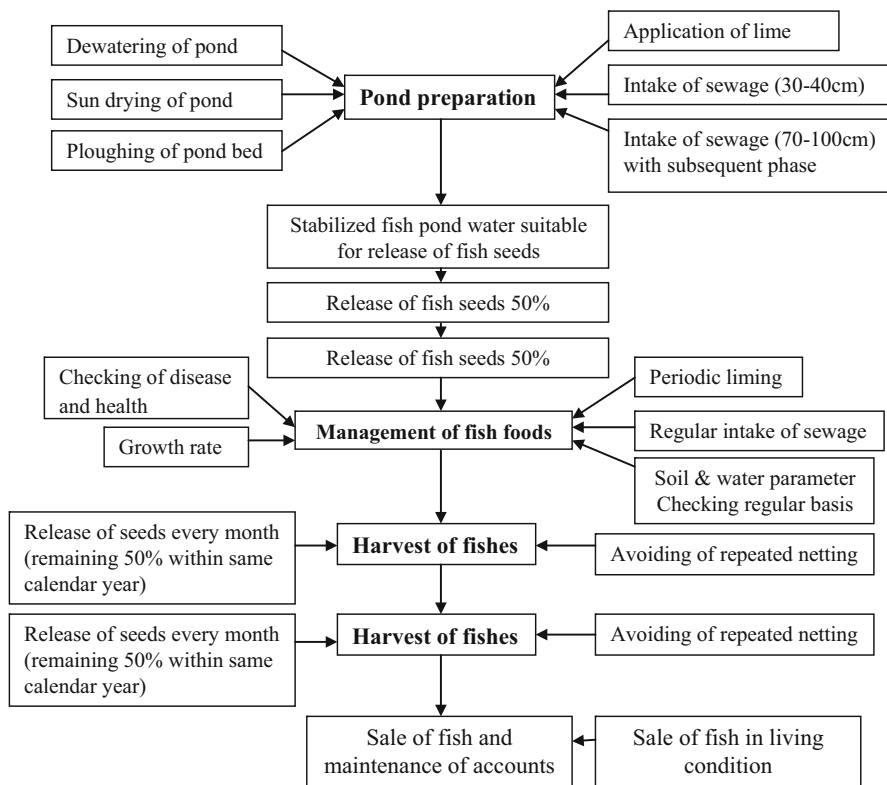 Dewatering of pond
Application of lime
Sun drying of pond
Pond preparation
Intake of sewage (30-40cm)
Ploughing of pond bed
Intake of sewage (70-100cm)
with subsequent phase
Stabilized fish pond water suitable
for release of fish seeds
Release of fish seeds 50%
Release of fish seeds 50%
Checking of disease
and health
Periodic liming
Growth rate
Management of fish foods
Regular intake of sewage
Soil & water parameter
Checking regular basis
Release of seeds every month
(remaining 50% within same
calendar year)
Harvest of fishes
Avoiding of repeated netting
Release of seeds every month
(remaining 50% within same
calendar year)
Harvest of fishes
Avoiding of repeated netting
Sale of fish and
maintenance of accounts
Sale of fish in living
condition